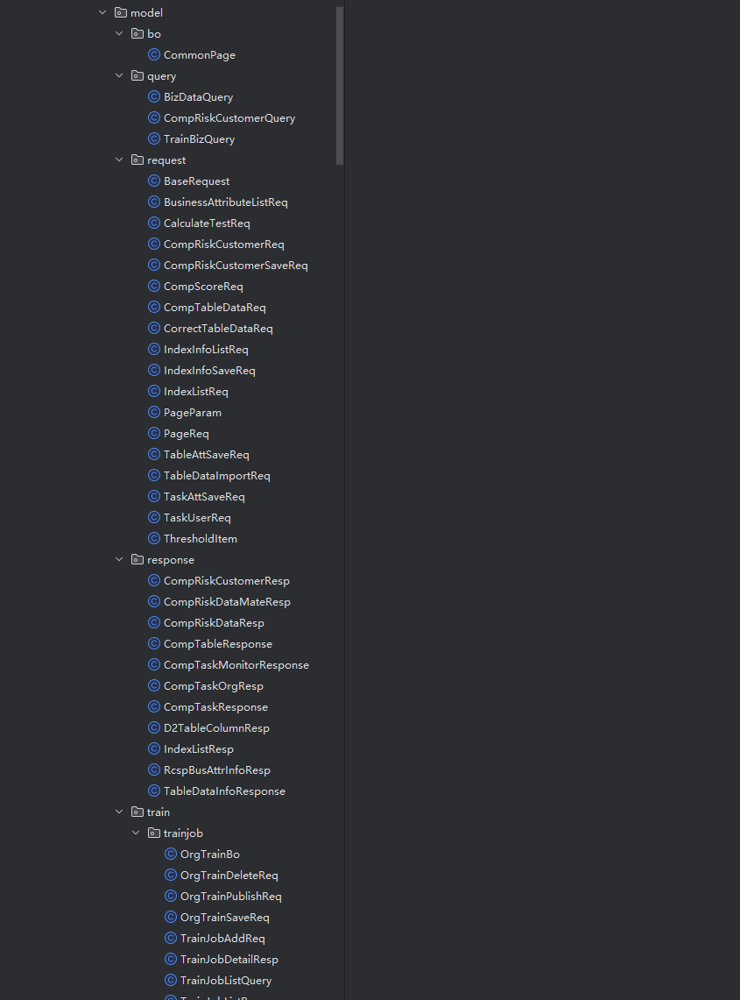 model
bo
CommonPage
query
BizDataQuery
CompRiskCustomerQuery
TrainBizQuery
request
BaseRequest
BusinessAttributeListReq
CalculateTestReq
CompRiskCustomerReq
CompRiskCustomerSaveReq
CompScoreReq
CompTableDataReq
CorrectTableDataReq
IndexInfoListReq
IndexInfoSaveReq
IndexListReq
PageParam
PageReq
TableAttSaveReq
TableDataImportReq
TaskAttSaveReq
TaskUserReq
ThresholdItem
response
CompRiskCustomerResp
CompRiskDataMateResp
CompRiskDataResp
CompTableResponse
CompTaskMonitorResponse
CompTaskOrgResp
CompTaskResponse
D2TableColumnResp
IndexListResp
RcspBusAttrInfoResp
TableDataInfoResponse
train
trainjob
OrgTrainBo
OrgTrainDeleteReq
OrgTrainPublishReq
OrgTrainSaveReq
TrainJobAddReq
TrainJobDetailResp
TrainJobListQuery